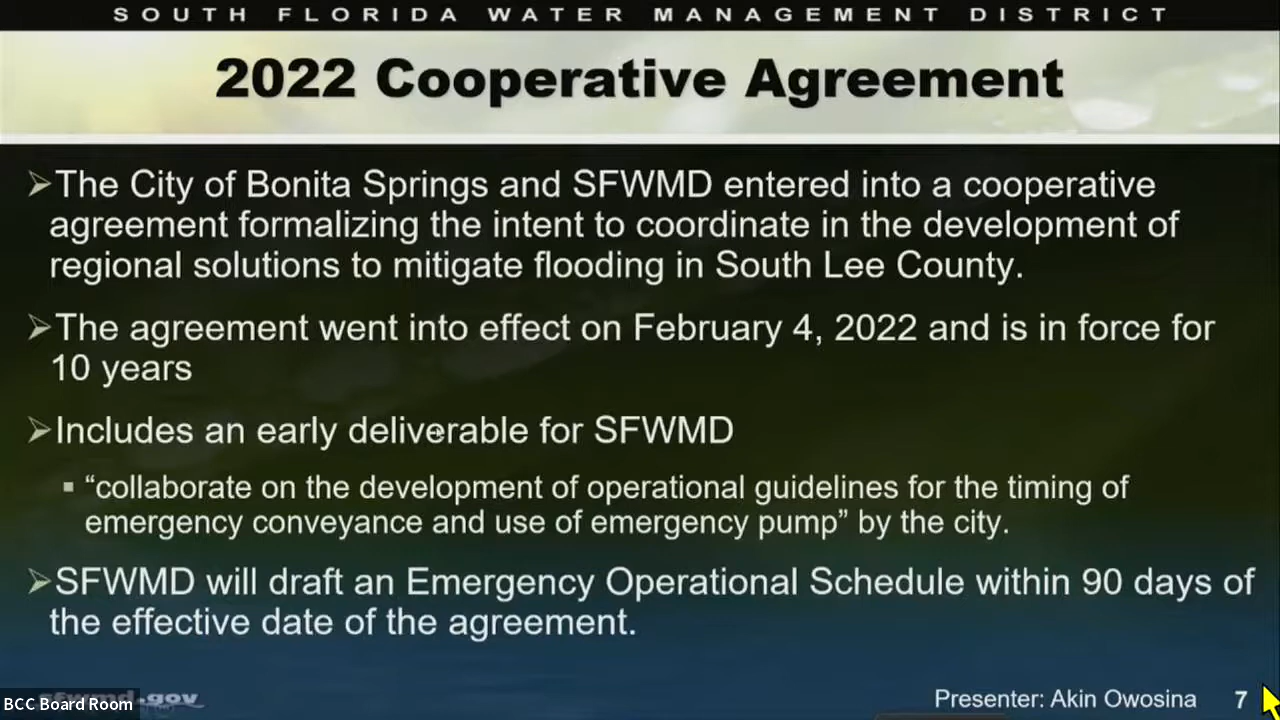 SOUTH FLORIDA WATER MANAGEMENT DISTRICT
2022 Cooperative Agreement
➢The City of Bonita Springs and SFWMD entered into a cooperative
agreement formalizing the intent to coordinate in the development of
regional solutions to mitigate flooding in South Lee County.
➢The agreement went into effect on February 4, 2022 and is in force for
10 years
➢Includes an early deliverable for SFWMD
▪ “collaborate on the development of operational guidelines for the timing of
emergency conveyance and use of emergency pump” by the city.
➢SFWMD will draft an Emergency Operational Schedule within 90 days of
the effective date of the agreement.
sfwmd.gov
BCC Board Room
Presenter: Akin Owosina 7